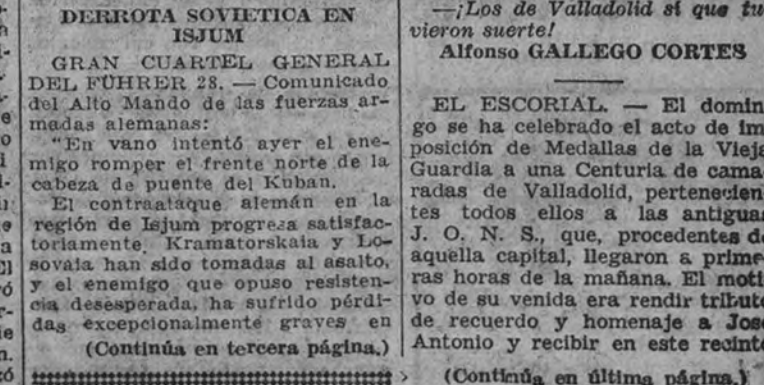 DERROTA SOVIETICA EN
ISJUM
GRAN CUARTEL GENERAL
DEL FÜHRER 28. — Comunicado
del Alto Mando de las fuerzas ar-
madas alemanas:
"En vano intentó ayer el ene-
migo romper el frente norte de la
cabeza de puente del Kuban.
El contraataque alemán en la
región de Isjum progresa satisfac-
toriamente. Kramatorskaia y Lo-
sovaia han sido tomadas al asalto,
y el enemigo que opuso resisten-
cia desesperada, ha sufrido pérdi-
das excepcionalmente graves en
(Continúa en tercera página.)
—¡Los de Valladolid sí que tu-
vieron suerte!
Alfonso GALLEGO CORTES
EL ESCORIAL. — El domin
go se ha celebrado el acto de im
posición de Medallas de la Vieja
Guardia a una Centuria de cama
radas de Valladolid, pertenecien
tes todos ellos a las antiguas
J. O. N. S., que, procedentes d
aquella capital, llegaron a prime
ras horas de la mañana. El moti
vo de su venida era rendir tribut
de recuerdo y homenaje a José
Antonio y recibir en este recint
(Continúa en última página.)